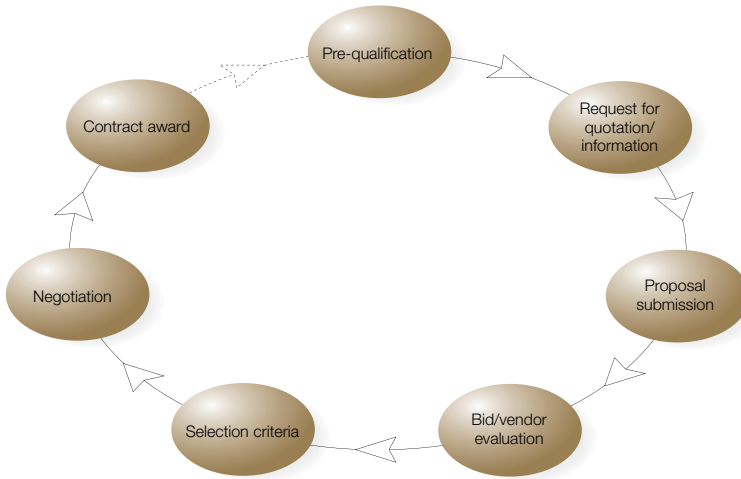 Pre-qualification
Request for
quotation/
information
Proposal
submission
Bid/vendor
evaluation
Selection criteria
Negotiation
Contract award